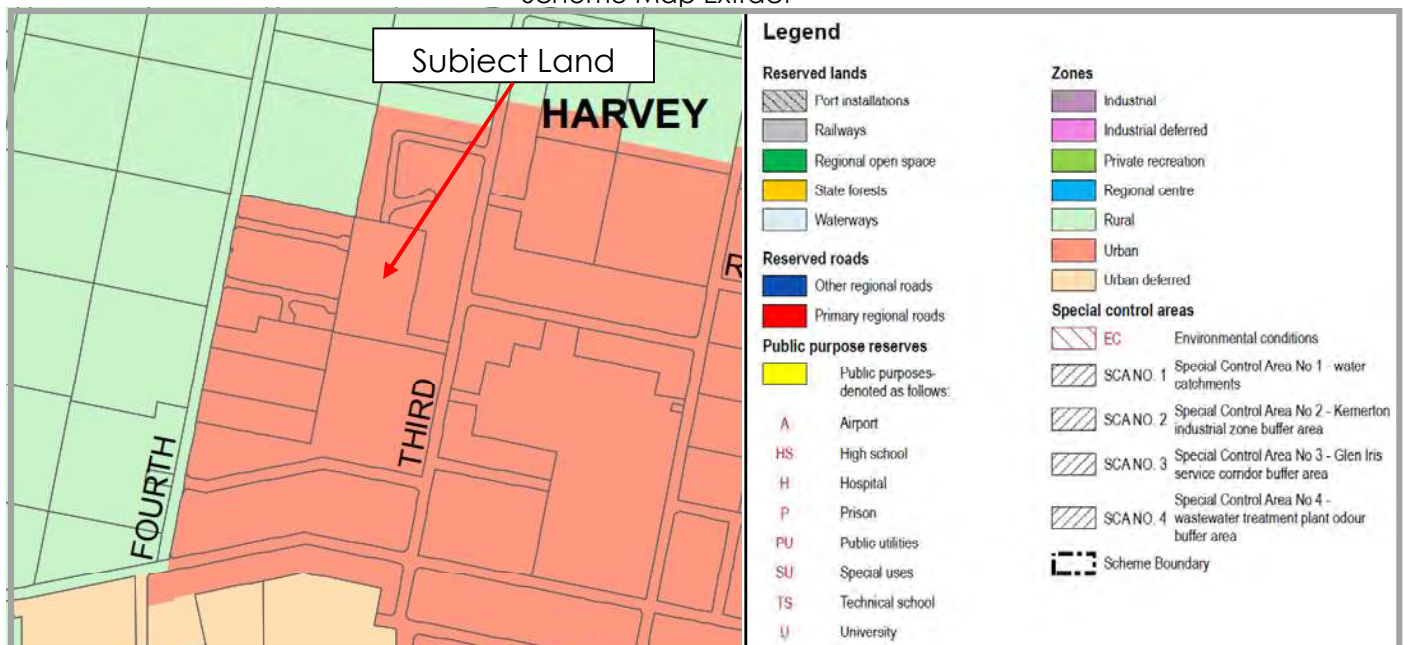 Scheme Map Extract
Subject Land
HARVEY
R
THIRD
FOURTH
Legend
Reserved lands
Port installations
Railways
Regional open space
State forests
Waterways
Reserved roads
Other regional roads
Primary regional roads
Public purpose reserves
Public purposes-
denoted as follows:
A Airport
HS High school
H Hospital
P Prison
PU Public utilities
SU Special uses
TS Technical school
U University
Zones
Industrial
Industrial deferred
Private recreation
Regional centre
Rural
Urban
Urban deferred
Special control areas
EC Environmental conditions
SCA NO. 1 Special Control Area No 1 - water
catchments
SCA NO. 2 Special Control Area No 2 - Kemerton
industrial zone buffer area
SCA NO. 3 Special Control Area No 3 - Glen Iris
service corridor buffer area
SCA NO. 4 Special Control Area No 4 -
wastewater treatment plant odour
buffer area
Scheme Boundary